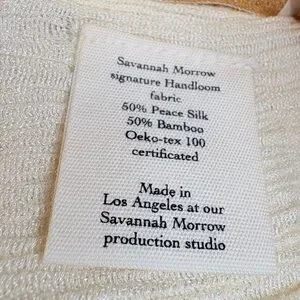 Savannah Morrow
signature Handloom
fabric
50% Peace Silk
50% Bamboo
Oeko-tex 100
certificated
Made in
Los Angeles at our
Savannah Morrow
production studio